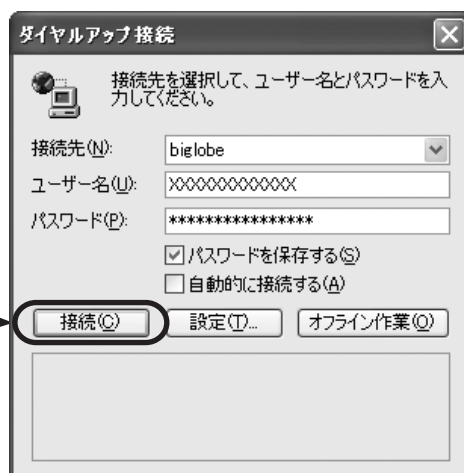 ダイヤルアップ接続
接続先を選択して、ユーザー名とパスワードを入
力してください。
接続先(N):
biglobe
ユーザー名(U):
XXXXXXXXXXXXX
パスワード(P):
****************
パスワードを保存する(S)
自動的に接続する(A)
接続(C)
設定(T)...
オフライン作業(O)